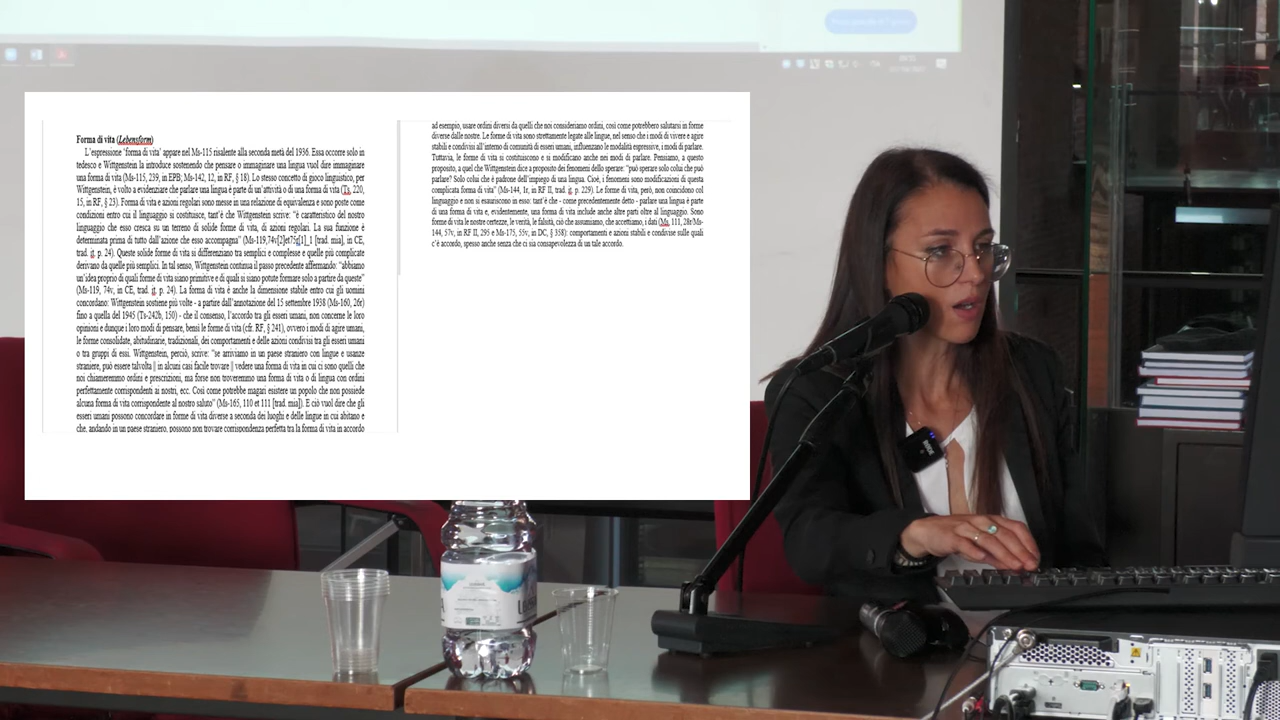 Forma di vita (Lebensform)
L'espressione 'forma di vita' appare nel Ms-115 risalente alla seconda metà del 1936. Essa occorre solo in
tedesco e Wittgenstein la introduce sostenendo che pensare o immaginare una lingua vuol dire immaginare
una forma di vita (Ms-115, 239, in EPB; Ms-142, 12, in RF, § 18). Lo stesso concetto di gioco linguistico, per
Wittgenstein, è volto a evidenziare che parlare una lingua è parte di un'attività o di una forma di vita (Ts, 220,
15, in RF, § 23). Forma di vita e azioni regolari sono messe in una relazione di equivalenza e sono poste come
condizioni entro cui il linguaggio si costituisce, tant'è che Wittgenstein scrive: “è caratteristico del nostro
linguaggio che esso cresca su un terreno di solide forme di vita, di azioni regolari. La sua funzione è
determinata prima di tutto dall'azione che esso accompagna” (Ms-119,74v[2]et75r[1]_1 [trad. mia], in CE,
trad. it. p. 24). Queste solide forme di vita si differenziano tra semplici e complesse e quelle più complicate
derivano da quelle più semplici. In tal senso, Wittgenstein continua il passo precedente affermando: “abbiamo
un'idea proprio di quali forme di vita siano primitive e di quali si siano potute formare solo a partire da queste”
(Ms-119, 74v, in CE, trad. it. p. 24). La forma di vita è anche la dimensione stabile entro cui gli uomini
concordano: Wittgenstein sostiene più volte - a partire dall'annotazione del 15 settembre 1938 (Ms-160, 26r)
fino a quella del 1945 (Ts-242b, 150) - che il consenso, l'accordo tra gli esseri umani, non concerne le loro
opinioni e dunque i loro modi di pensare, bensì le forme di vita (cfr. RF, § 241), ovvero i modi di agire umani,
le forme consolidate, abitudinarie, tradizionali, dei comportamenti e delle azioni condivisi tra gli esseri umani
o tra gruppi di essi. Wittgenstein, perciò, scrive: “se arriviamo in un paese straniero con lingue e usanze
straniere, può essere talvolta || in alcuni casi facile trovare || vedere una forma di vita in cui ci sono quelli che
noi chiameremmo ordini e prescrizioni, ma forse non troveremmo una forma di vita o di lingua con ordini
perfettamente corrispondenti ai nostri, ecc. Così come potrebbe magari esistere un popolo che non possiede
alcuna forma di vita corrispondente al nostro saluto” (Ms-165, 110 et 111 [trad. mia]). E ciò vuol dire che gli
esseri umani possono concordare in forme di vita diverse a seconda dei luoghi e delle lingue in cui abitano e
che, andando in un paese straniero, possono non trovare corrispondenza perfetta tra la forma di vita in accordo
ad esempio, usare ordini diversi da quelli che noi consideriamo ordini, così come potrebbero salutarsi in forme
diverse dalle nostre. Le forme di vita sono strettamente legate alle lingue, nel senso che i modi di vivere e agire
stabili e condivisi all'interno di comunità di esseri umani, influenzano le modalità espressive, i modi di parlare.
Tuttavia, le forme di vita si costituiscono e si modificano anche nei modi di parlare. Pensiamo, a questo
proposito, a quel che Wittgenstein dice a proposito dei fenomeni dello sperare: “può sperare solo colui che può
parlare? Solo colui che è padrone dell'impiego di una lingua. Cioè, i fenomeni sono modificazioni di questa
complicata forma di vita” (Ms-144, 1r, in RF II, trad. it. p. 229). Le forme di vita, però, non coincidono col
linguaggio e non si esauriscono in esso: tant'è che - come precedentemente detto - parlare una lingua è parte
di una forma di vita e, evidentemente, una forma di vita include anche altre parti oltre al linguaggio. Sono
forme di vita le nostre certezze, le verità, le falsità, ciò che assumiamo, che accettiamo, i dati (Ms, 111, 28r Ms-
144, 57v, in RF II, 295 e Ms-175, 55v, in DC, § 358): comportamenti e azioni stabili e condivise sulle quali
c'è accordo, spesso anche senza che ci sia consapevolezza di un tale accordo.